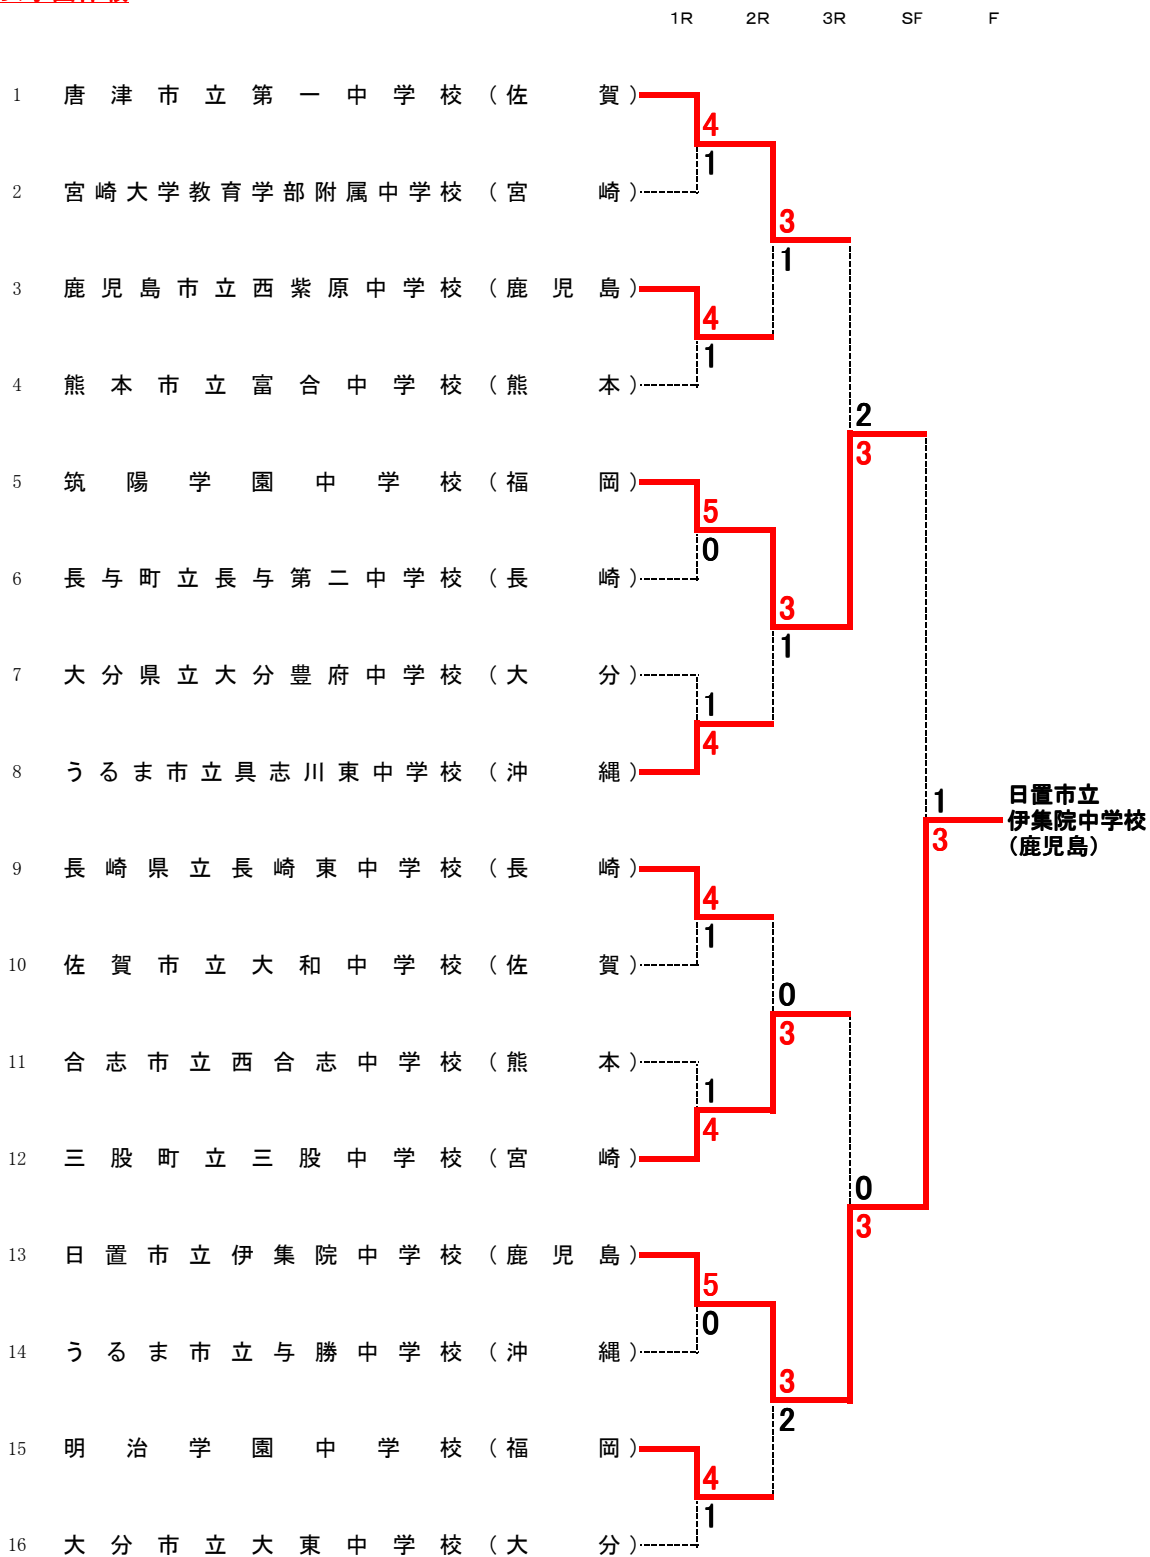 1R 2R 3R SF F
1 唐津市立第一中学校（佐賀）
4
1
2 宮崎大学教育学部附属中学校（宮崎）
3
1
3 鹿児島市立西紫原中学校（鹿児島）
4
1
4 熊本市立富合中学校（熊本）
2
3
5 筑陽学園中学校（福岡）
5
0
6 長与町立長与第二中学校（長崎）
3
1
7 大分県立大分豊府中学校（大分）
1
4
8 うるま市立具志川東中学校（沖縄）
1
3
日置市立
伊集院中学校
（鹿児島）
9 長崎県立長崎東中学校（長崎）
4
1
10 佐賀市立大和中学校（佐賀）
0
3
11 合志市立西合志中学校（熊本）
1
4
12 三股町立三股中学校（宮崎）
0
3
13 日置市立伊集院中学校（鹿児島）
5
0
14 うるま市立与勝中学校（沖縄）
3
2
15 明治学園中学校（福岡）
4
1
16 大分市立大東中学校（大分）